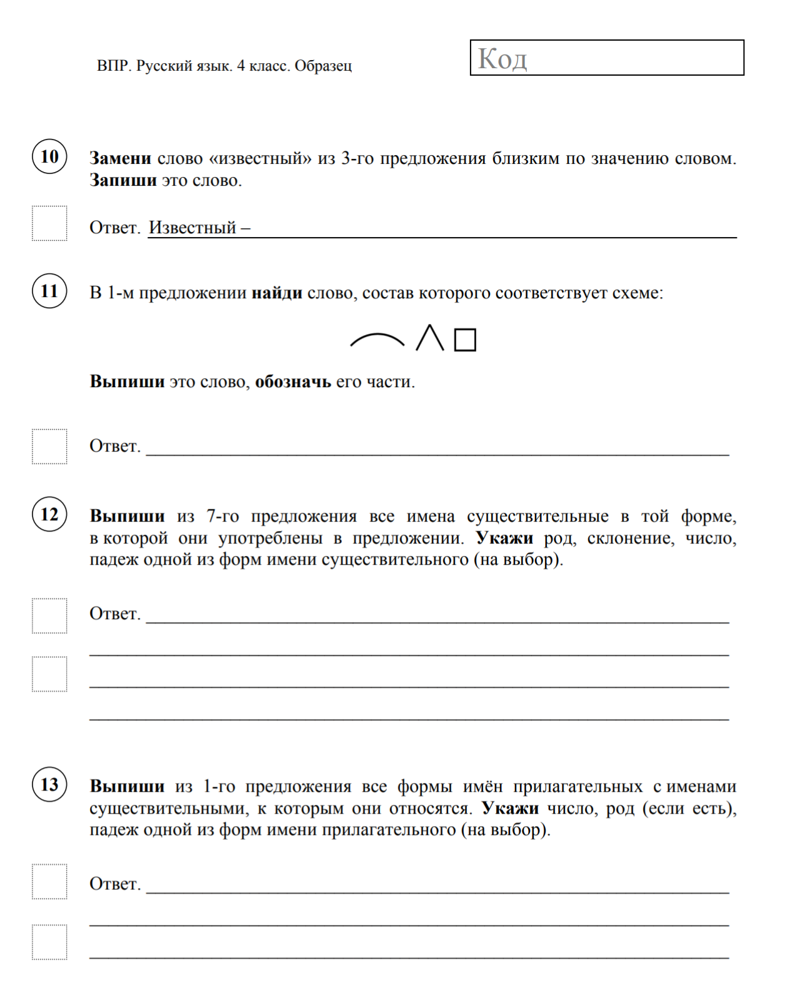 ВПР. Русский язык. 4 класс. Образец
Код
10
Замени слово «известный» из 3-го предложения близким по значению словом.
Запиши это слово.
Ответ. Известный –
11
В 1-м предложении найди слово, состав которого соответствует схеме:
Выпиши это слово, обозначь его части.
Ответ.
12
Выпиши из 7-го предложения все имена существительные в той форме,
в которой они употреблены в предложении. Укажи род, склонение, число,
падеж одной из форм имени существительного (на выбор).
Ответ.
13
Выпиши из 1-го предложения все формы имён прилагательных с именами
существительными, к которым они относятся. Укажи число, род (если есть),
падеж одной из форм имени прилагательного (на выбор).
Ответ.